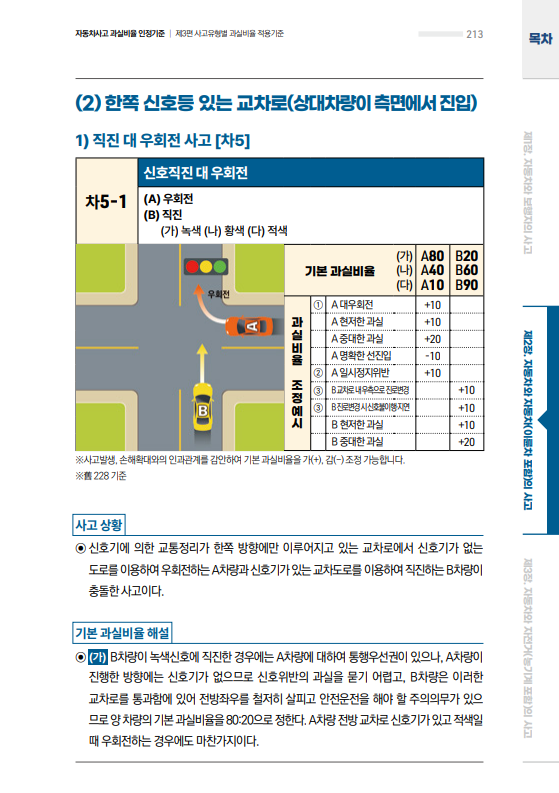 자동차사고 과실비율 인정기준 | 제3편 사고유형별 과실비율 적용기준
213
목차
(2) 한쪽 신호등 있는 교차로(상대차량이 측면에서 진입)
1) 직진 대 우회전 사고 [차5]
차5-1
신호직진 대 우회전
(A) 우회전
(B) 직진
(가) 녹색 (나) 황색 (다) 적색
우회전
A
B
기본 과실비율
(가) A80 B20
(나) A40 B60
(다) A10 B90
과실비율 조정예시
① A 대우회전 +10
A 현저한 과실 +10
A 중대한 과실 +20
A 명확한 선진입 -10
② A 일시정지위반 +10
③ B 교차로 내 우측으로 진로변경 +10
③ B 진로변경 시 신호불이행·지연 +10
B 현저한 과실 +10
B 중대한 과실 +20
※사고발생, 손해확대와의 인과관계를 감안하여 기본 과실비율을 가(+), 감(-) 조정 가능합니다.
※舊 228 기준
사고 상황
◉ 신호기에 의한 교통정리가 한쪽 방향에만 이루어지고 있는 교차로에서 신호기가 없는
도로를 이용하여 우회전하는 A차량과 신호기가 있는 교차도로를 이용하여 직진하는 B차량이
충돌한 사고이다.
기본 과실비율 해설
◉ (가) B차량이 녹색신호에 직진한 경우에는 A차량에 대하여 통행우선권이 있으나, A차량이
진행한 방향에는 신호기가 없으므로 신호위반의 과실을 묻기 어렵고, B차량은 이러한
교차로를 통과함에 있어 전방좌우를 철저히 살피고 안전운전을 해야 할 주의의무가 있으
므로 양 차량의 기본 과실비율을 80:20으로 정한다. A차량 전방 교차로 신호기가 있고 적색일
때 우회전하는 경우에도 마찬가지이다.
제1장. 자동차와 보행자의 사고
제2장. 자동차와 자동차(이륜차 포함)의 사고
제3장. 자동차와 자전거(농기계 포함)의 사고